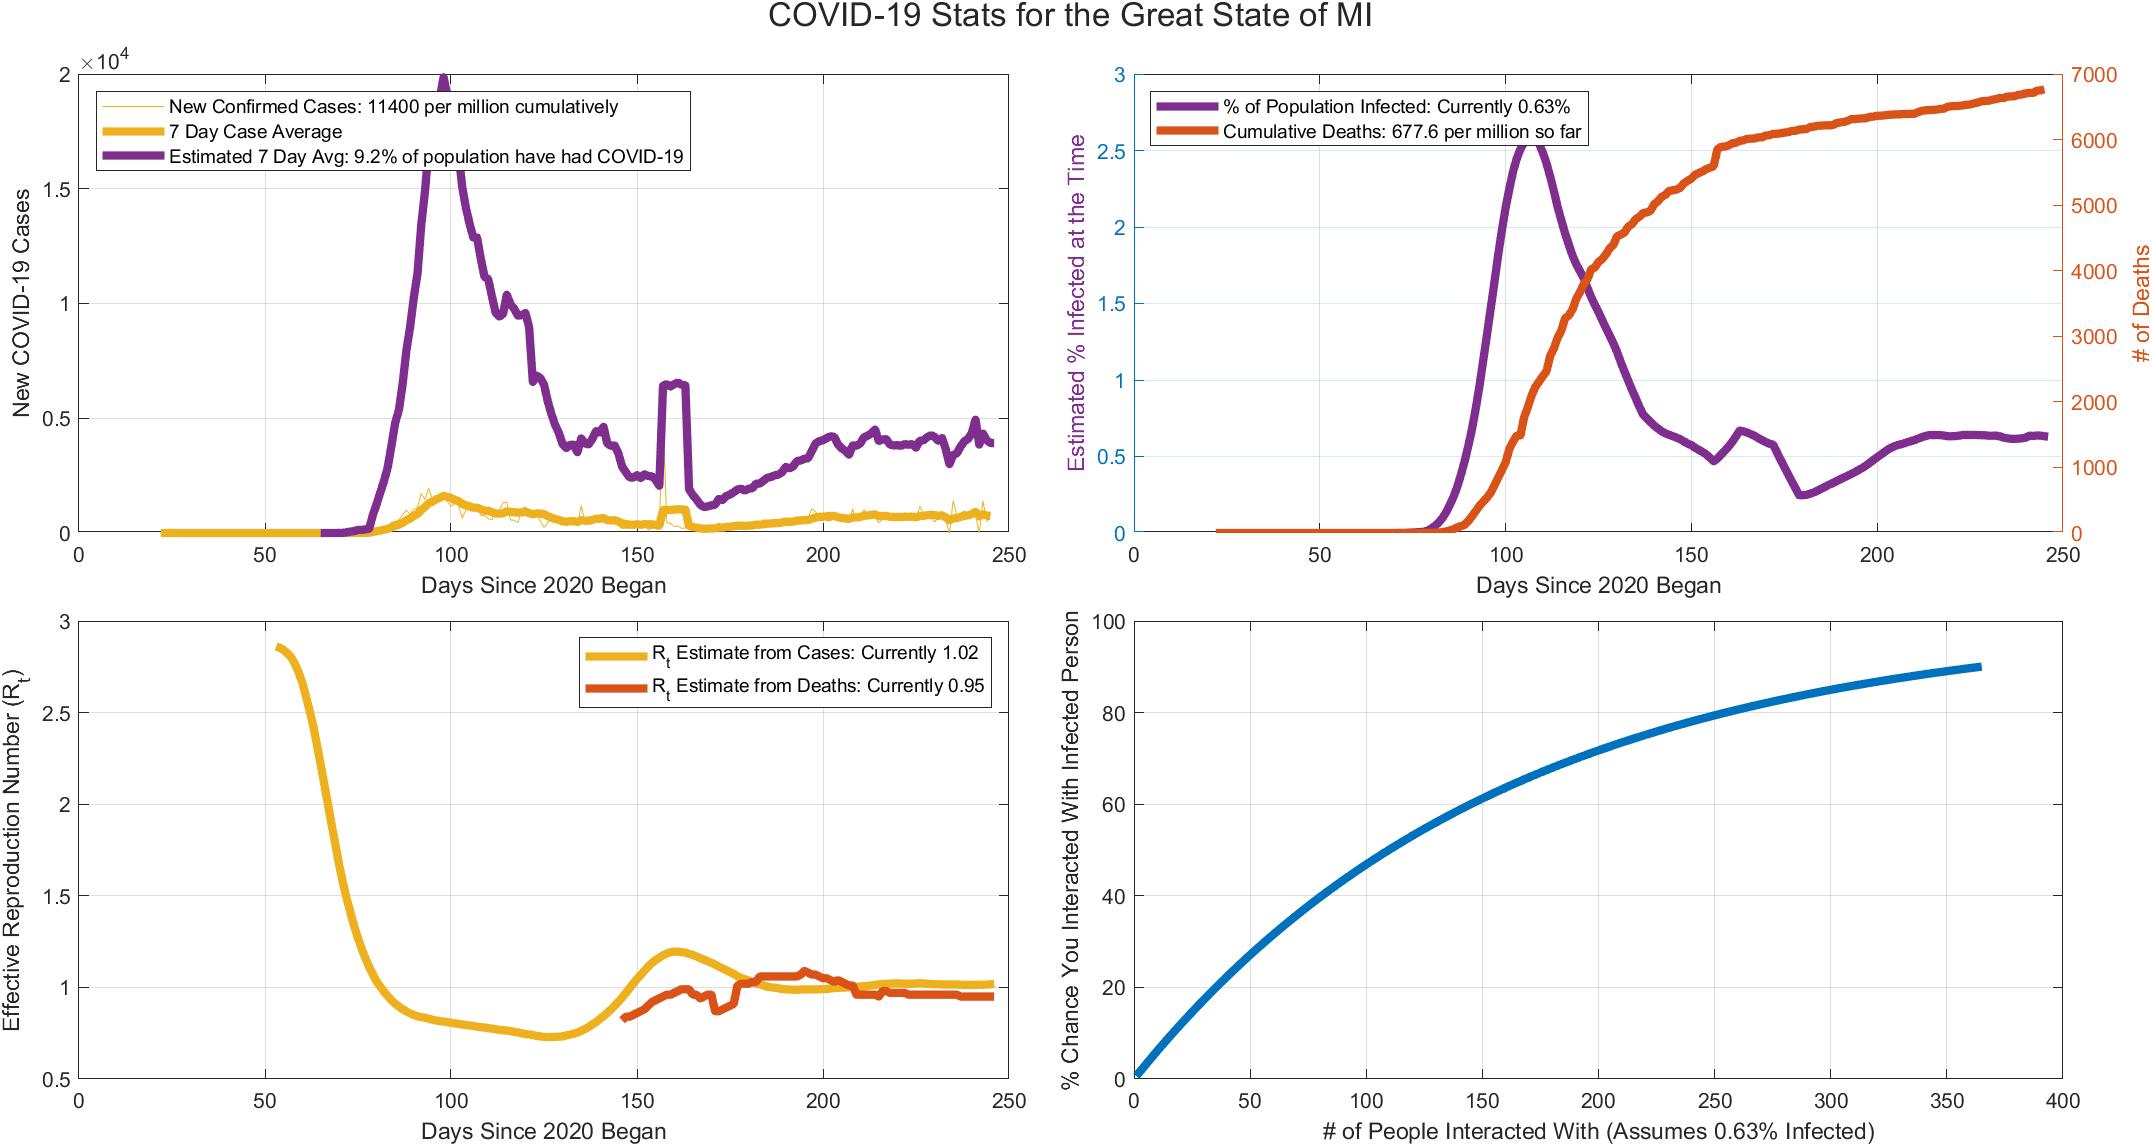 COVID-19 Stats for the Great State of MI
×10^4
2
1.5
1
0.5
0
0 50 100 150 200 250
New COVID-19 Cases
Days Since 2020 Began
New Confirmed Cases: 11400 per million cumulatively
7 Day Case Average
Estimated 7 Day Avg: 9.2% of population have had COVID-19
3
2.5
2
1.5
1
0.5
0
Estimated % Infected at the Time
% of Population Infected: Currently 0.63%
Cumulative Deaths: 677.6 per million so far
7000
6000
5000
4000
3000
2000
1000
0
# of Deaths
0 50 100 150 200 250
Days Since 2020 Began
3
2.5
2
1.5
1
0.5
Effective Reproduction Number (R_t)
R_t Estimate from Cases: Currently 1.02
R_t Estimate from Deaths: Currently 0.95
0 50 100 150 200 250
Days Since 2020 Began
100
80
60
40
20
0
% Chance You Interacted With Infected Person
0 50 100 150 200 250 300 350 400
# of People Interacted With (Assumes 0.63% Infected)